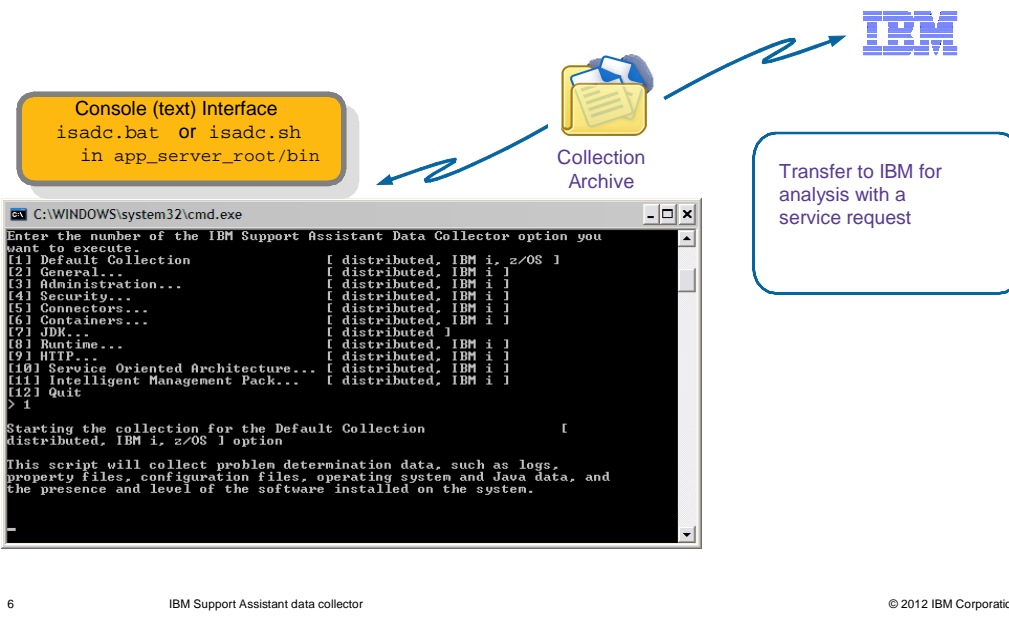 IBM
Console (text) Interface
isadc.bat or isadc.sh
in app_server_root/bin
Collection
Archive
Transfer to IBM for
analysis with a
service request
C:\WINDOWS\system32\cmd.exe
Enter the number of the IBM Support Assistant Data Collector option you
want to execute.
[1] Default Collection [ distributed, IBM i, z/OS ]
[2] General... [ distributed, IBM i ]
[3] Administration... [ distributed, IBM i ]
[4] Security... [ distributed, IBM i ]
[5] Connectors... [ distributed, IBM i ]
[6] Containers... [ distributed, IBM i ]
[7] JDK... [ distributed ]
[8] Runtime... [ distributed, IBM i ]
[9] HTTP... [ distributed, IBM i ]
[10] Service Oriented Architecture... [ distributed, IBM i ]
[11] Intelligent Management Pack... [ distributed, IBM i ]
[12] Quit
> 1
Starting the collection for the Default Collection [
distributed, IBM i, z/OS ] option
This script will collect problem determination data, such as logs,
property files, configuration files, operating system and Java data, and
the presence and level of the software installed on the system.
6 IBM Support Assistant data collector © 2012 IBM Corporatio